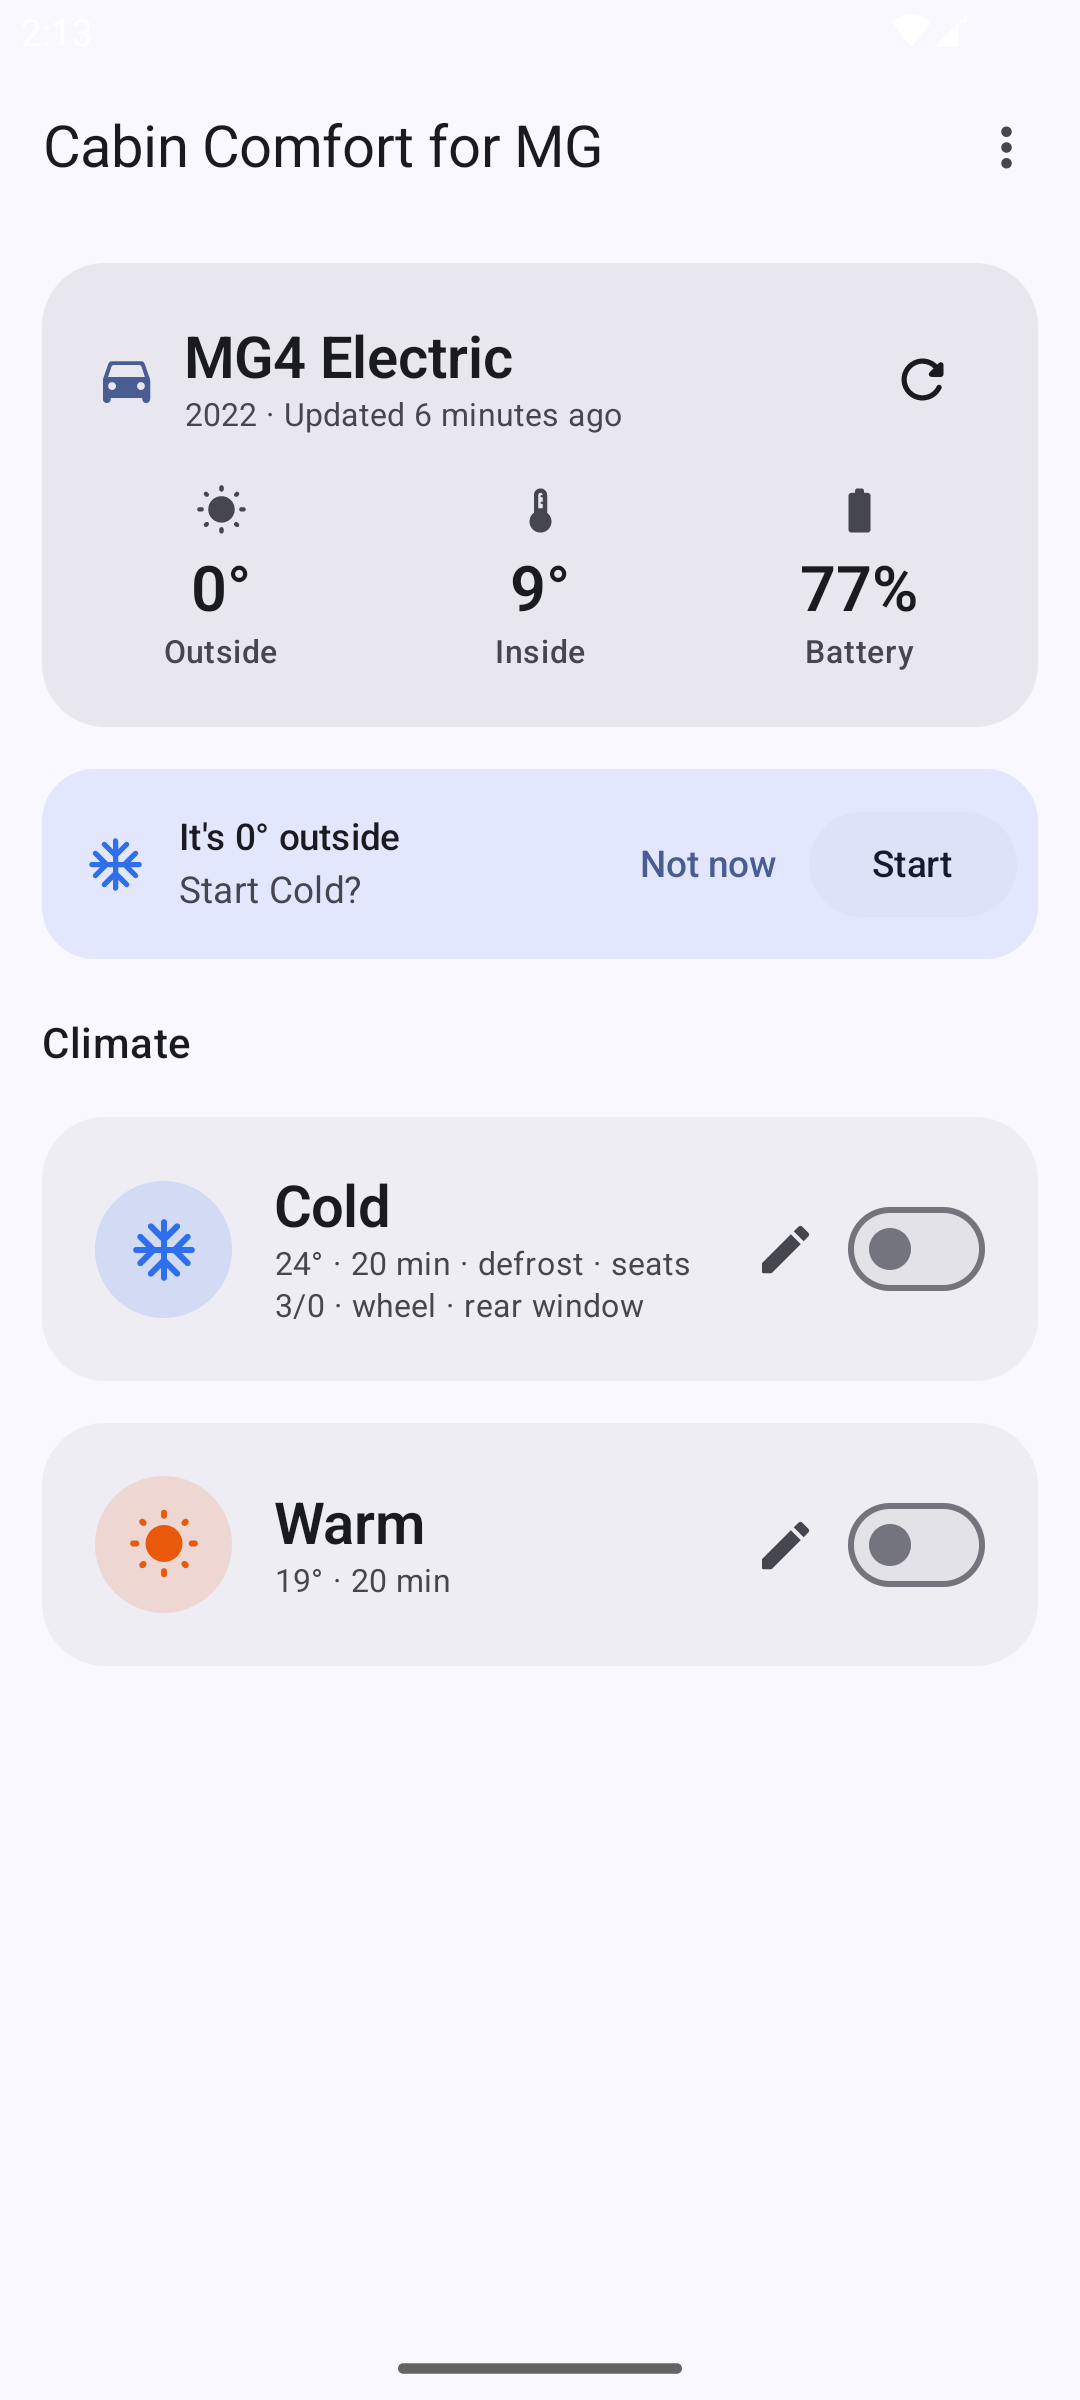 2:13
Cabin Comfort for MG
MG4 Electric
2022 · Updated 6 minutes ago
0° 9° 77%
Outside Inside Battery
It's 0° outside
Start Cold?
Not now Start
Climate
Cold
24° · 20 min · defrost · seats
3/0 · wheel · rear window
Warm
19° · 20 min